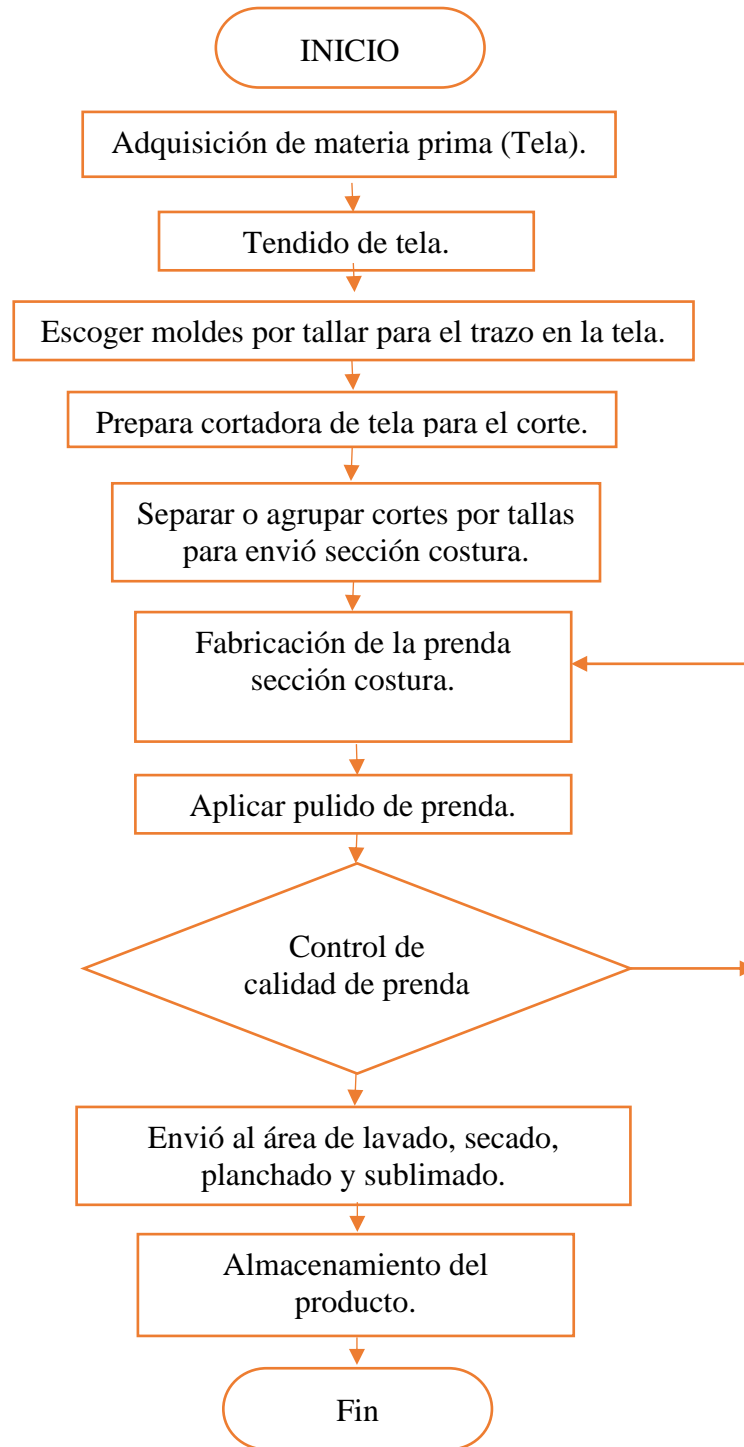 INICIO
Adquisición de materia prima (Tela).
Tendido de tela.
Escoger moldes por tallar para el trazo en la tela.
Prepara cortadora de tela para el corte.
Separar o agrupar cortes por tallas
para envió sección costura.
Fabricación de la prenda
sección costura.
Aplicar pulido de prenda.
Control de
calidad de prenda
Envió al área de lavado, secado,
planchado y sublimado.
Almacenamiento del
producto.
Fin